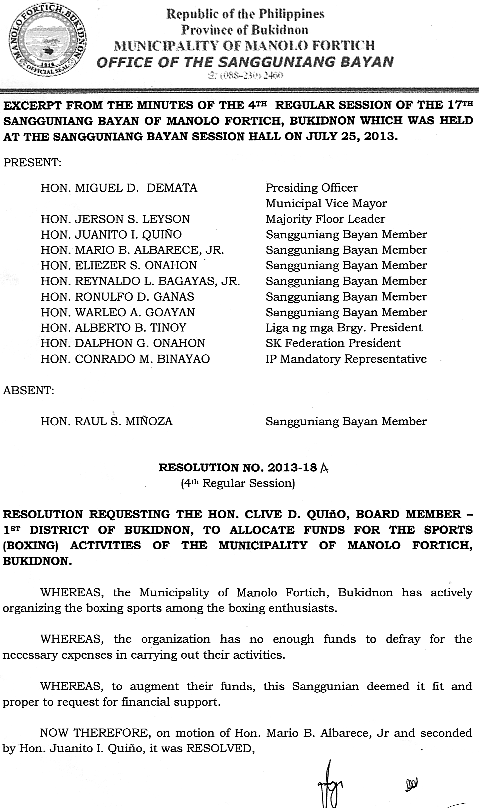 Republic of the Philippines
Province of Bukidnon
MUNICIPALITY OF MANOLO FORTICH
OFFICE OF THE SANGGUNIANG BAYAN
(088-230) 2460
MANOLO FORTICH, BUKIDNON
OFFICIAL SEAL
EXCERPT FROM THE MINUTES OF THE 4TH REGULAR SESSION OF THE 17TH
SANGGUNIANG BAYAN OF MANOLO FORTICH, BUKIDNON WHICH WAS HELD
AT THE SANGGUNIANG BAYAN SESSION HALL ON JULY 25, 2013.
PRESENT:
HON. MIGUEL D. DEMATA Presiding Officer
Municipal Vice Mayor
HON. JERSON S. LEYSON Majority Floor Leader
HON. JUANITO I. QUIÑO Sangguniang Bayan Member
HON. MARIO B. ALBARECE, JR. Sangguniang Bayan Member
HON. ELIEZER S. ONAHON Sangguniang Bayan Member
HON. REYNALDO L. BAGAYAS, JR. Sangguniang Bayan Member
HON. RONULFO D. GANAS Sangguniang Bayan Member
HON. WARLEO A. GOAYAN Sangguniang Bayan Member
HON. ALBERTO B. TINOY Liga ng mga Brgy. President
HON. DALPHON G. ONAHON SK Federation President
HON. CONRADO M. BINAYAO IP Mandatory Representative
ABSENT:
HON. RAUL S. MIÑOZA Sangguniang Bayan Member
RESOLUTION NO. 2013-18 A
(4th Regular Session)
RESOLUTION REQUESTING THE HON. CLIVE D. QUIñO, BOARD MEMBER –
1ST DISTRICT OF BUKIDNON, TO ALLOCATE FUNDS FOR THE SPORTS
(BOXING) ACTIVITIES OF THE MUNICIPALITY OF MANOLO FORTICH,
BUKIDNON.
WHEREAS, the Municipality of Manolo Fortich, Bukidnon has actively
organizing the boxing sports among the boxing enthusiasts.
WHEREAS, the organization has no enough funds to defray for the
necessary expenses in carrying out their activities.
WHEREAS, to augment their funds, this Sanggunian deemed it fit and
proper to request for financial support.
NOW THEREFORE, on motion of Hon. Mario B. Albarece, Jr and seconded
by Hon. Juanito I. Quiño, it was RESOLVED,